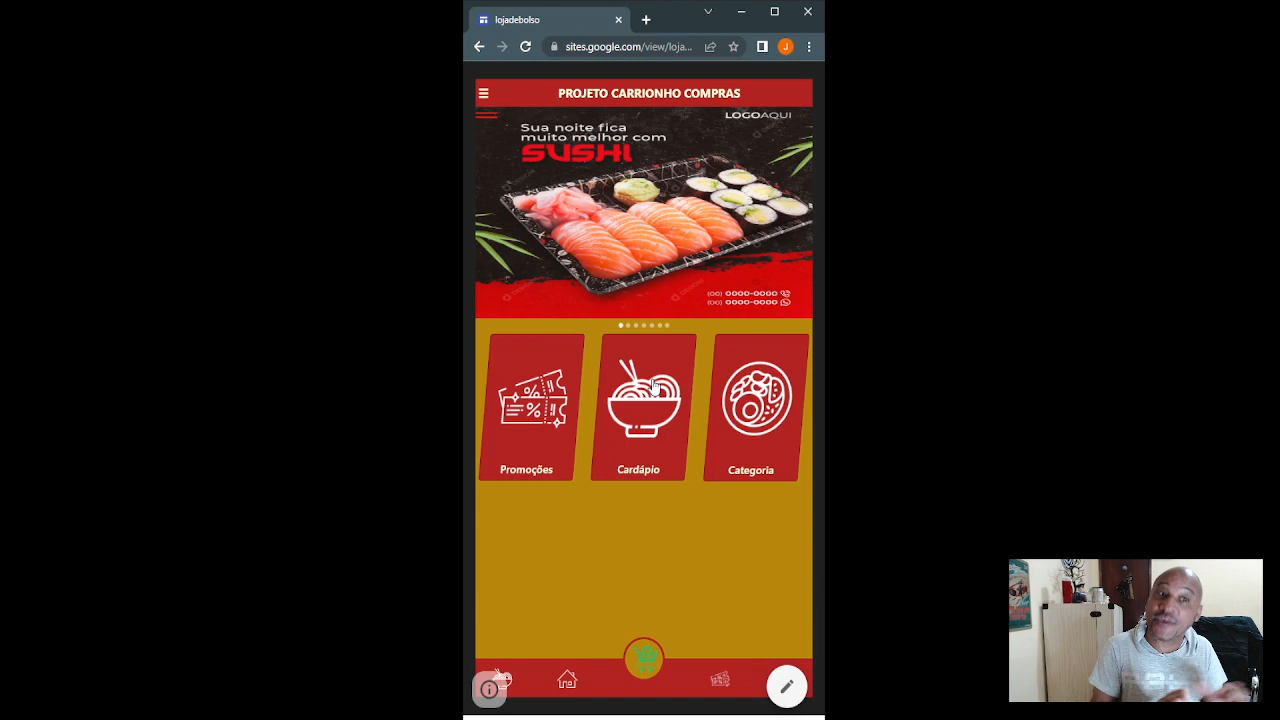 lojadebolso
sites.google.com/view/loja...
J
PROJETO CARRIONHO COMPRAS
LOGOAQUI
Sua noite fica
muito melhor com
SUSHI
(00) 0000-0000
(00) 0000-0000
Promoções
Cardápio
Categoria